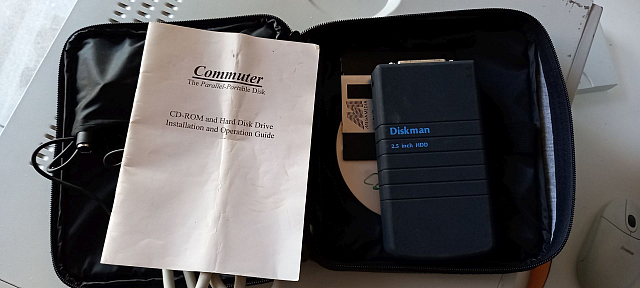 Commuter
The Parallel-Portable Disk
CD-ROM and Hard Disk Drive
Installation and Operation Guide
Diskman
2.5 inch HDD